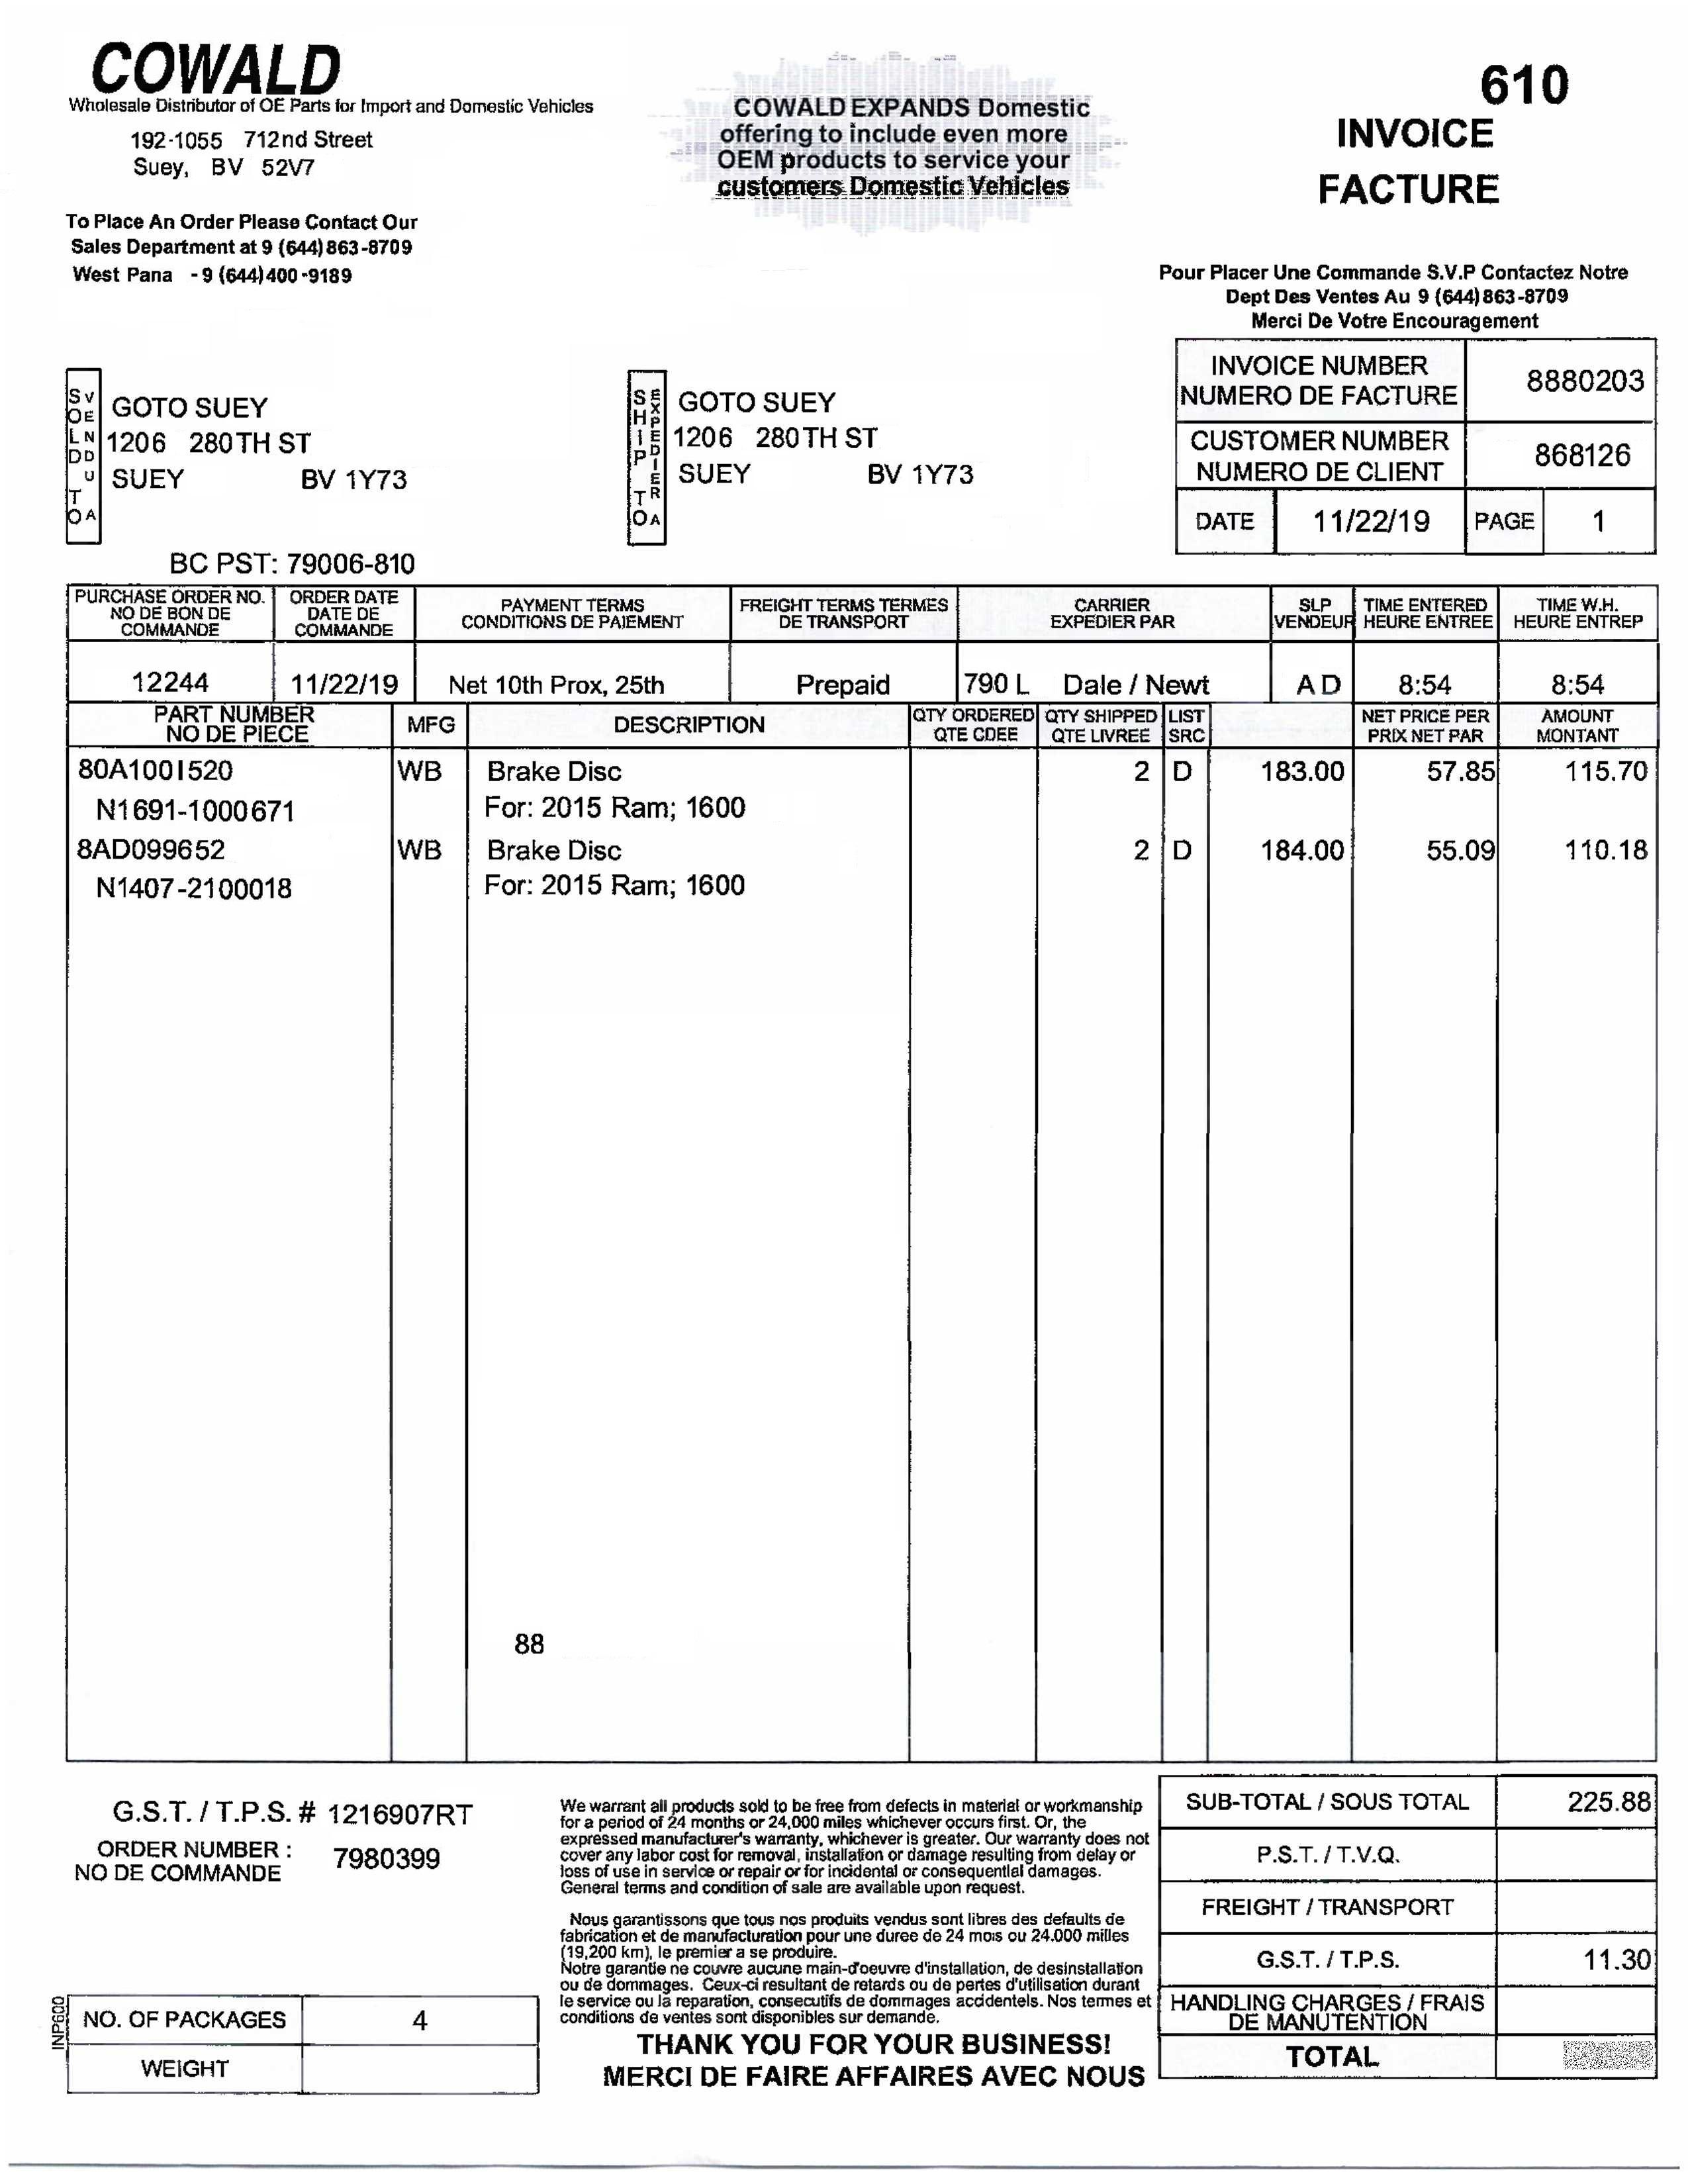 COWALD
Wholesale Distributor of OE Parts for Import and Domestic Vehicles
192-1055 712nd Street
Suey, BV 52V7
To Place An Order Please Contact Our
Sales Department at 9 (644) 863-8709
West Pana - 9 (644) 400-9189
COWALD EXPANDS Domestic
offering to include even more
OEM products to service your
customers Domestic Vehicles
610
INVOICE
FACTURE
Pour Placer Une Commande S.V.P Contactez Notre
Dept Des Ventes Au 9 (644) 863-8709
Merci De Votre Encouragement
INVOICE NUMBER
NUMERO DE FACTURE
8880203
CUSTOMER NUMBER
NUMERO DE CLIENT
868126
DATE 11/22/19 PAGE 1
SOLD TO
VENDU A
GOTO SUEY
1206 280TH ST
SUEY BV 1Y73
SHIP TO
EXPEDIER A
GOTO SUEY
1206 280TH ST
SUEY BV 1Y73
BC PST: 79006-810
PURCHASE ORDER NO.
NO DE BON DE
COMMANDE
ORDER DATE
DATE DE
COMMANDE
PAYMENT TERMS
CONDITIONS DE PAIEMENT
FREIGHT TERMS TERMES
DE TRANSPORT
CARRIER
EXPEDIER PAR
SLP
VENDEUR
TIME ENTERED
HEURE ENTREE
TIME W.H.
HEURE ENTREP
12244 11/22/19 Net 10th Prox, 25th Prepaid 790 L Dale / Newt A D 8:54 8:54
PART NUMBER
NO DE PIECE
MFG
DESCRIPTION
QTY ORDERED
QTE CDEE
QTY SHIPPED
QTE LIVREE
LIST
SRC
NET PRICE PER
PRIX NET PAR
AMOUNT
MONTANT
80A1001520 WB Brake Disc 2 D 183.00 57.85 115.70
N1691-1000671 For: 2015 Ram; 1600
8AD099652 WB Brake Disc 2 D 184.00 55.09 110.18
N1407-2100018 For: 2015 Ram; 1600
88
G.S.T. / T.P.S. # 1216907RT
ORDER NUMBER :
NO DE COMMANDE
7980399
INP600
NO. OF PACKAGES 4
WEIGHT
We warrant all products sold to be free from defects in material or workmanship
for a period of 24 months or 24,000 miles whichever occurs first. Or, the
expressed manufacturer's warranty, whichever is greater. Our warranty does not
cover any labor cost for removal, installation or damage resulting from delay or
loss of use in service or repair or for incidental or consequential damages.
General terms and condition of sale are available upon request.
Nous garantissons que tous nos produits vendus sont libres des defaults de
fabrication et de manufacturation pour une duree de 24 mois ou 24.000 milles
(19,200 km), le premier a se produire.
Notre garantie ne couvre aucune main-d'oeuvre d'installation, de desinstallation
ou de dommages. Ceux-ci resultant de retards ou de pertes d'utilisation durant
le service ou la reparation, consecutifs de dommages accidentels. Nos termes et
conditions de ventes sont disponibles sur demande.
THANK YOU FOR YOUR BUSINESS!
MERCI DE FAIRE AFFAIRES AVEC NOUS
SUB-TOTAL / SOUS TOTAL 225.88
P.S.T. / T.V.Q.
FREIGHT / TRANSPORT
G.S.T. / T.P.S. 11.30
HANDLING CHARGES / FRAIS
DE MANUTENTION
TOTAL